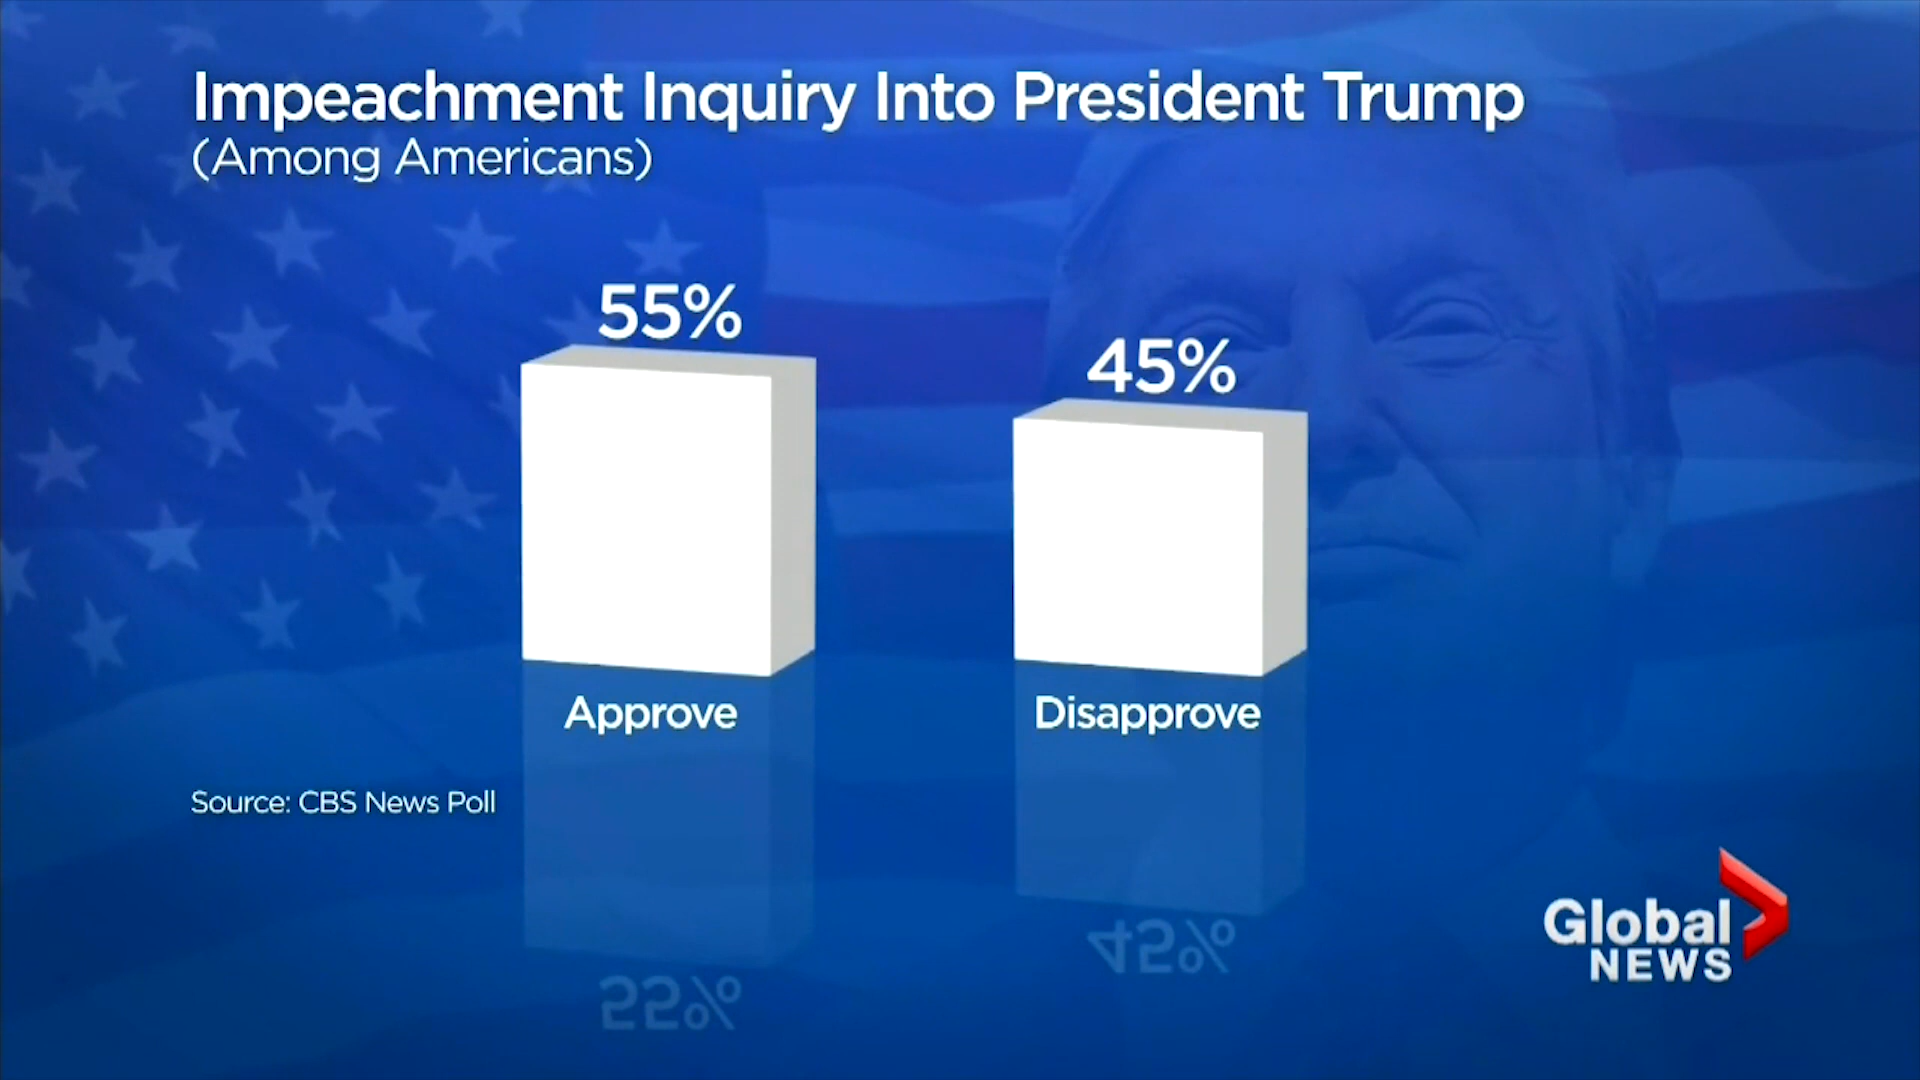 Impeachment Inquiry Into President Trump
(Among Americans)
55%
45%
Approve
Disapprove
Source: CBS News Poll
Global
NEWS